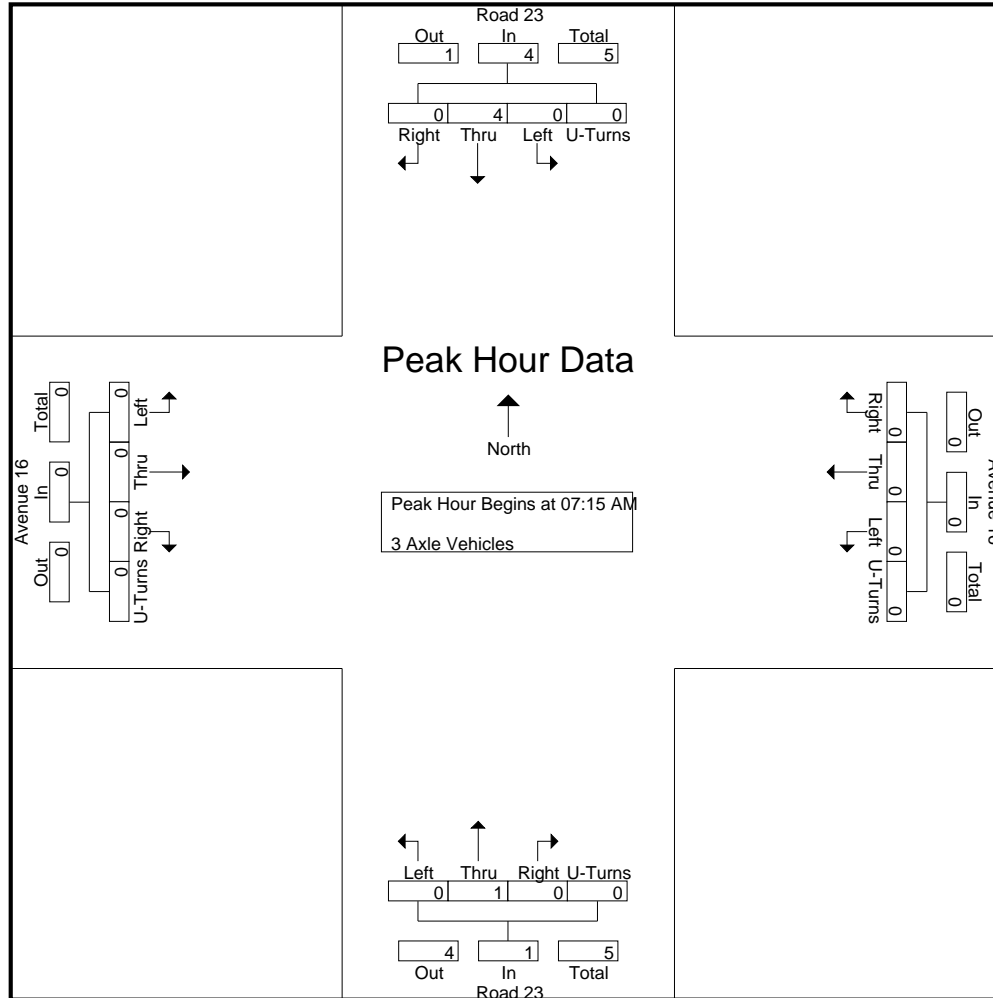 Road 23
Out In Total
1 4 5
0 4 0 0
Right Thru Left U-Turns
Peak Hour Data
North
Peak Hour Begins at 07:15 AM
3 Axle Vehicles
Avenue 16
Out In Total
0 0 0
U-Turns Right Thru Left
0 0 0 0
Out In Total
0 0 0
Right Thru Left U-Turns
0 0 0 0
Left Thru Right U-Turns
0 1 0 0
4 1 5
Out In Total
Road 23